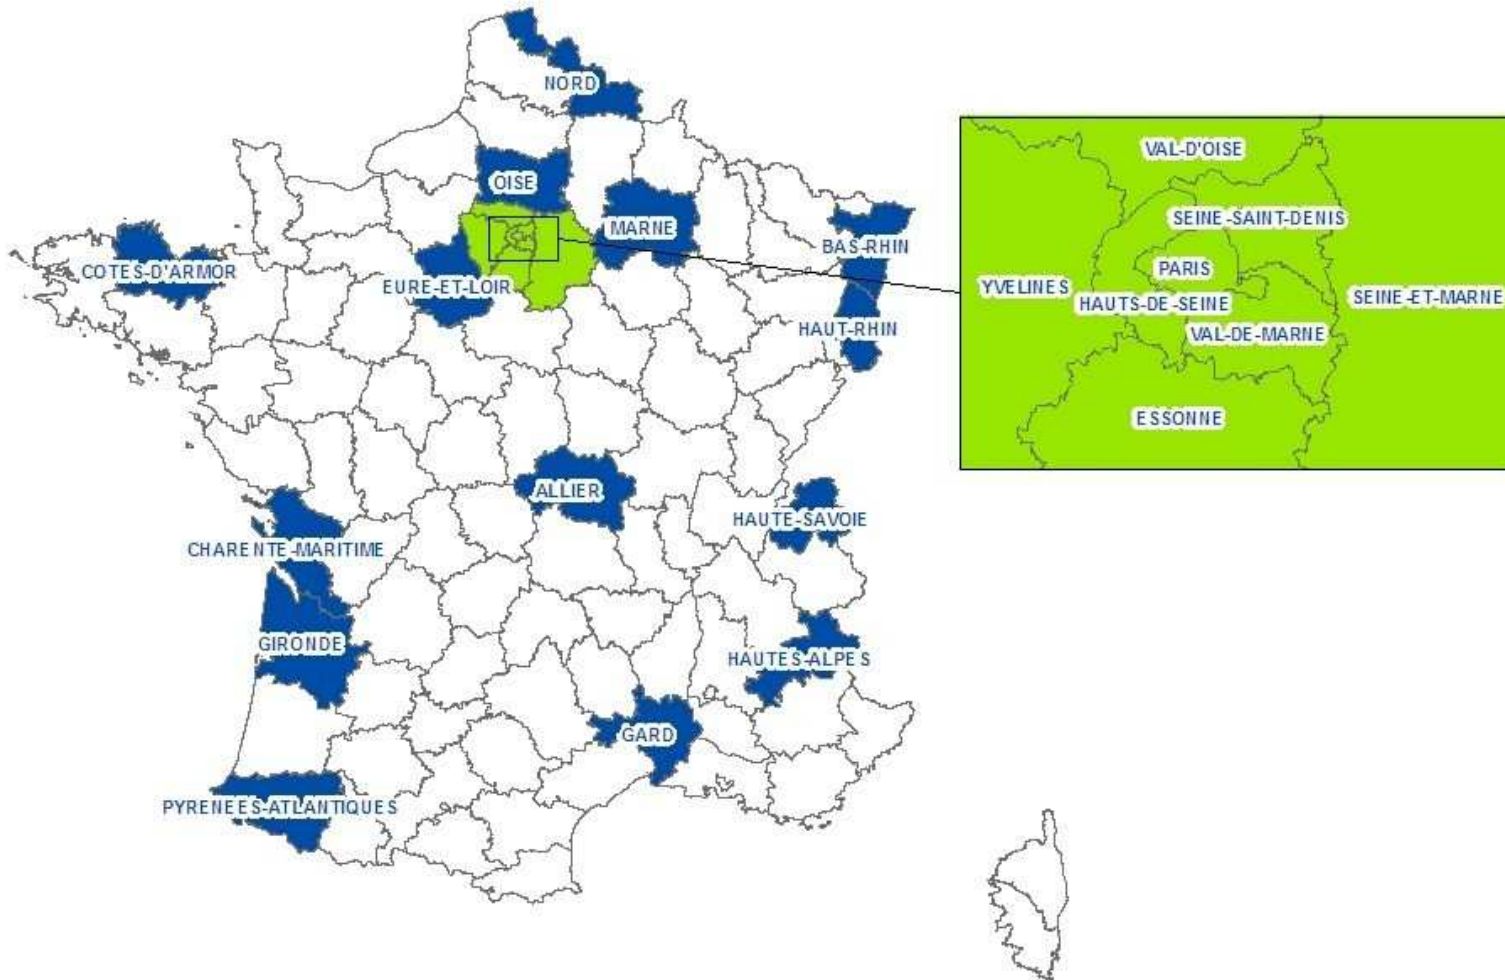 NORD
OISE
MARNE
BAS-RHIN
COTES-D'ARMOR
EURE-ET-LOIR
HAUT-RHIN
ALLIER
HAUTE-SAVOIE
CHARENTE-MARITIME
GIRONDE
HAUTES-ALPES
GARD
PYRENEES-ATLANTIQUES
VAL-D'OISE
SEINE-SAINT-DENIS
PARIS
YVELINES
HAUTS-DE-SEINE
SEINE-ET-MARNE
VAL-DE-MARNE
ESSONNE